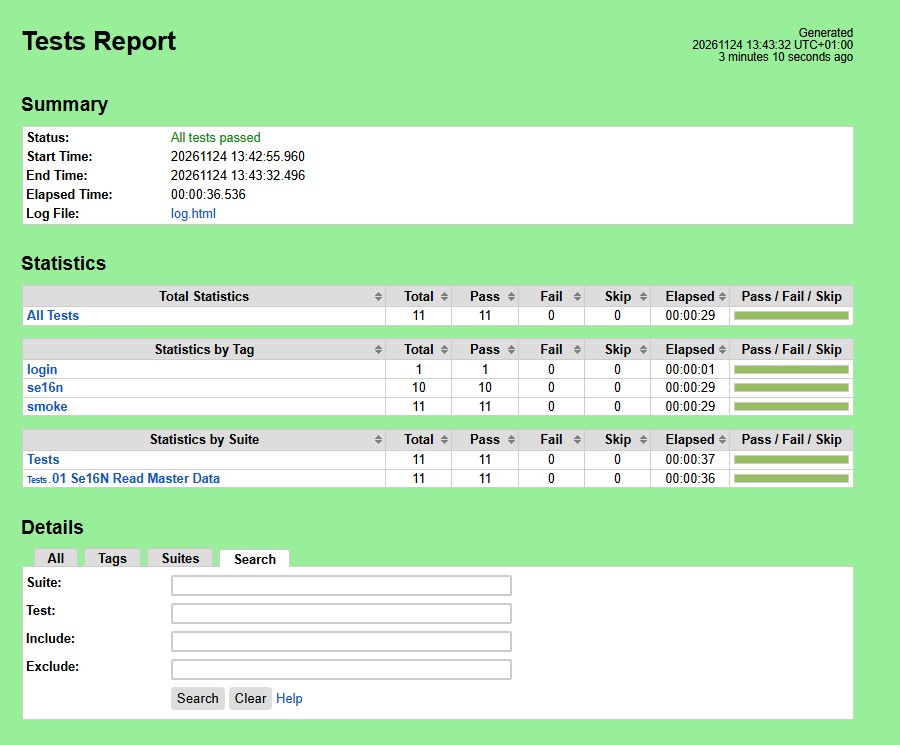 Tests Report
Generated
20261124 13:43:32 UTC+01:00
3 minutes 10 seconds ago
Summary
Status: All tests passed
Start Time: 20261124 13:42:55.960
End Time: 20261124 13:43:32.496
Elapsed Time: 00:00:36.536
Log File: log.html
Statistics
Total Statistics Total Pass Fail Skip Elapsed Pass / Fail / Skip
All Tests 11 11 0 0 00:00:29
Statistics by Tag Total Pass Fail Skip Elapsed Pass / Fail / Skip
login 1 1 0 0 00:00:01
se16n 10 10 0 0 00:00:29
smoke 11 11 0 0 00:00:29
Statistics by Suite Total Pass Fail Skip Elapsed Pass / Fail / Skip
Tests 11 11 0 0 00:00:37
Tests . 01 Se16N Read Master Data 11 11 0 0 00:00:36
Details
All Tags Suites Search
Suite:
Test:
Include:
Exclude:
Search Clear Help